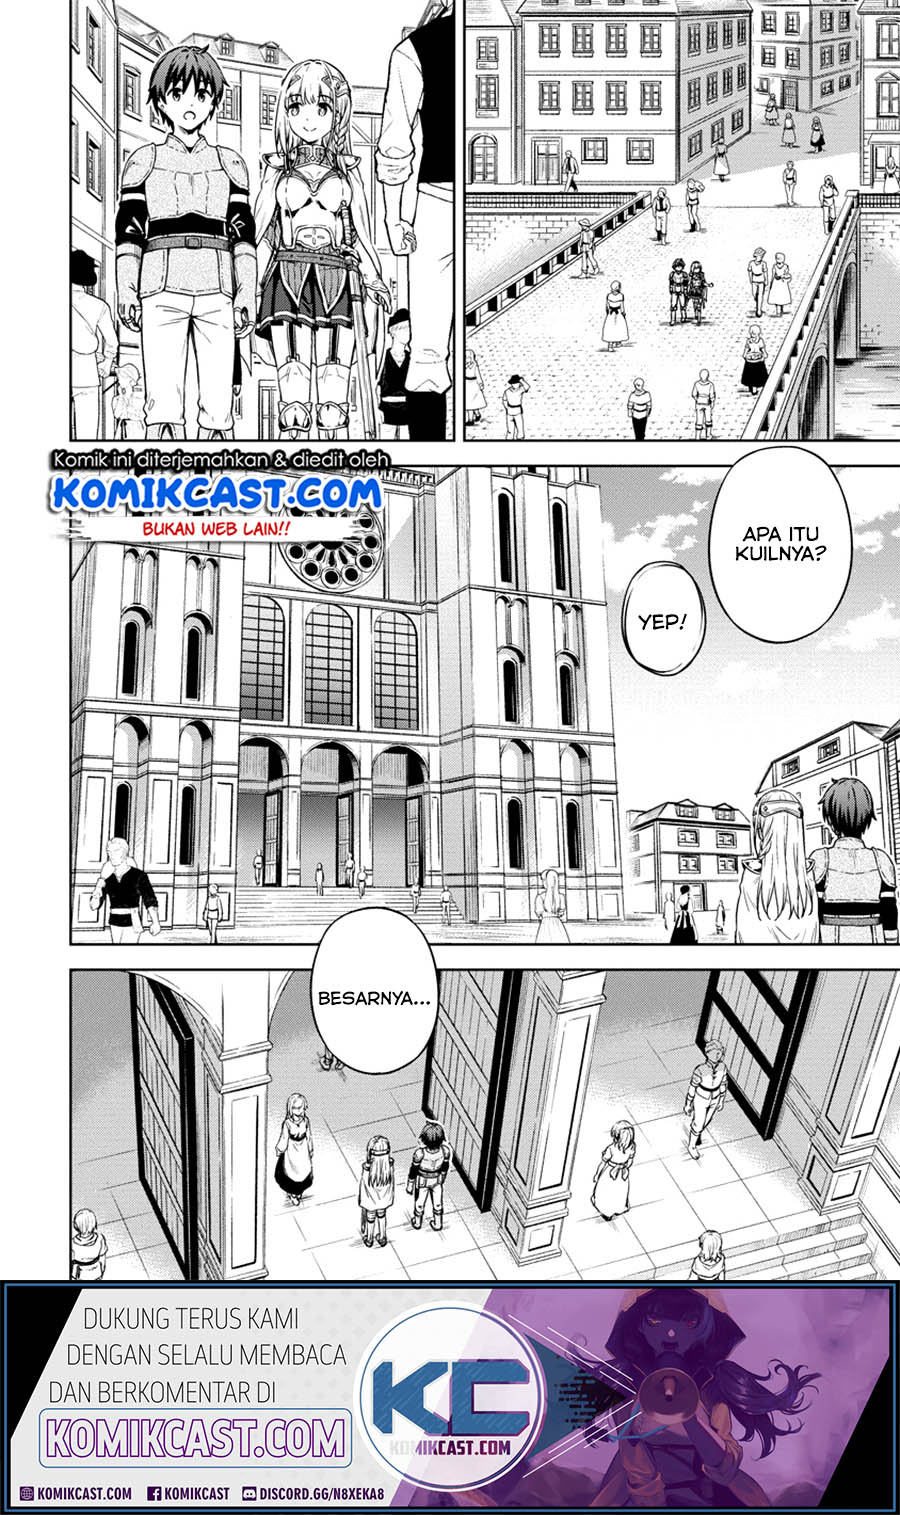 Komik ini diterjemahkan & diedit oleh
KOMIKCAST.COM
BUKAN WEB LAIN!!
APA ITU
KUILNYA?
YEP!
BESARNYA...
DUKUNG TERUS KAMI
DENGAN SELALU MEMBACA
DAN BERKOMENTAR DI
KOMIKCAST.COM
KOMIKCAST.COM
KOMIKCAST
DISCORD.GG/N8XEKA8
KC
KOMIKCAST.COM